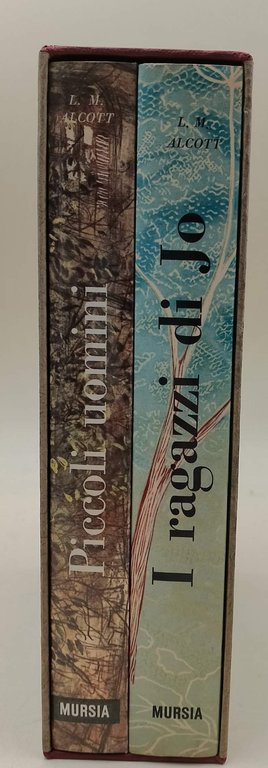 L. M.
ALCOTT
Piccoli uomini
MURSIA
L. M.
ALCOTT
I ragazzi di Jo
MURSIA